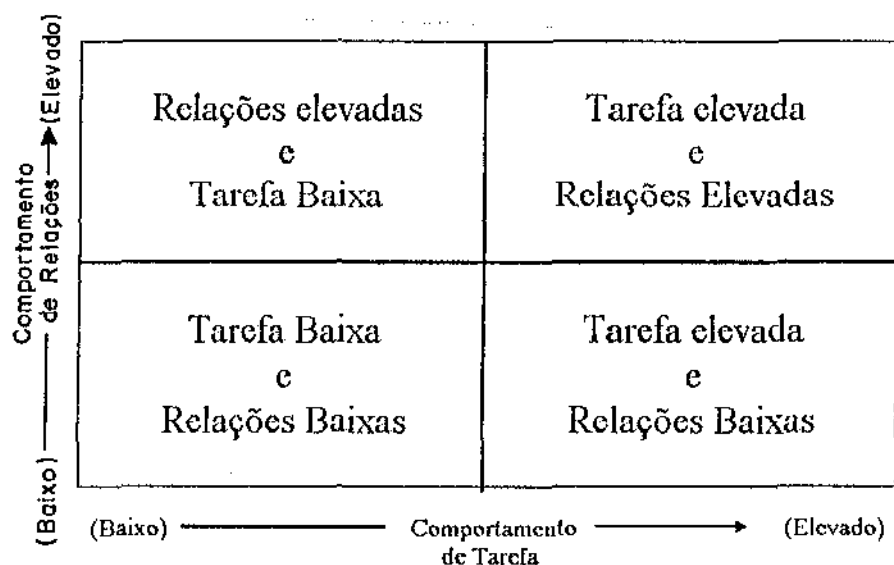 Comportamento
de Relações
(Baixo)
(Elevado)
Relações elevadas
e
Tarefa Baixa
Tarefa elevada
e
Relações Elevadas
Tarefa Baixa
e
Relações Baixas
Tarefa elevada
e
Relações Baixas
(Baixo)
Comportamento
de Tarefa
(Elevado)